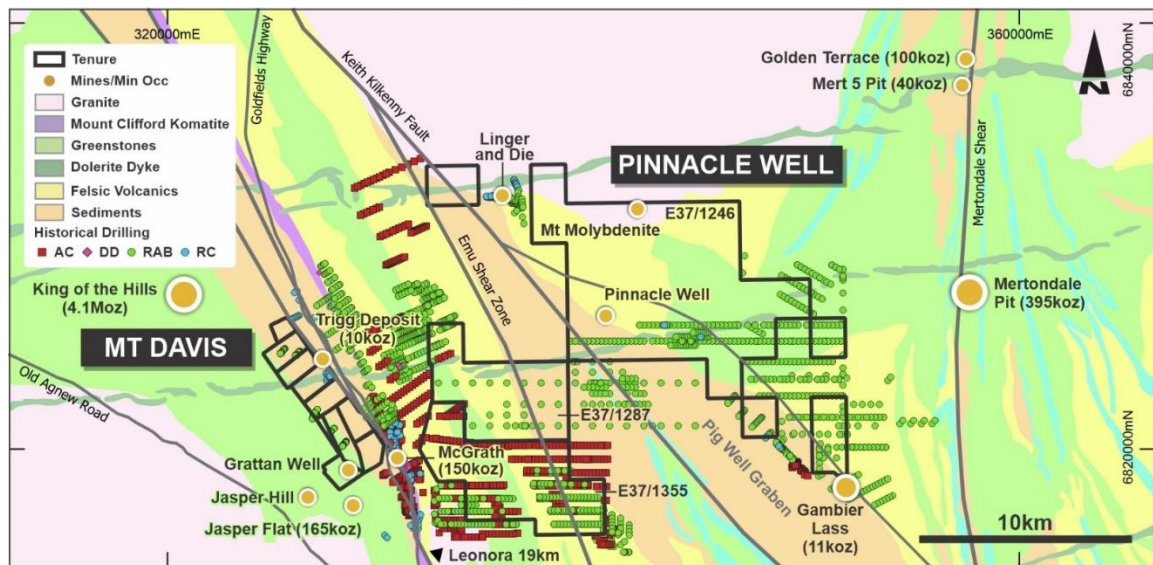 320000mE
360000mE
6840000mN
6820000mN
N
Tenure
Mines/Min Occ
Granite
Mount Clifford Komatite
Greenstones
Dolerite Dyke
Felsic Volcanics
Sediments
Historical Drilling
AC DD RAB RC
Goldfields Highway
Keith Kilkenny Fault
Linger
and Die
PINNACLE WELL
E37/1246
Mt Molybdenite
Golden Terrace (100koz)
Mert 5 Pit (40koz)
Mertondale Shear
King of the Hills
(4.1Moz)
MT DAVIS
Trigg Deposit
(10koz)
Emu Shear Zone
Pinnacle Well
Mertondale
Pit (395koz)
Old Agnew Road
E37/1287
Grattan Well
McGrath
(150koz)
Pig Well Graben
Jasper Hill
Jasper Flat (165koz)
E37/1355
Gambier
Lass
(11koz)
Leonora 19km
10km